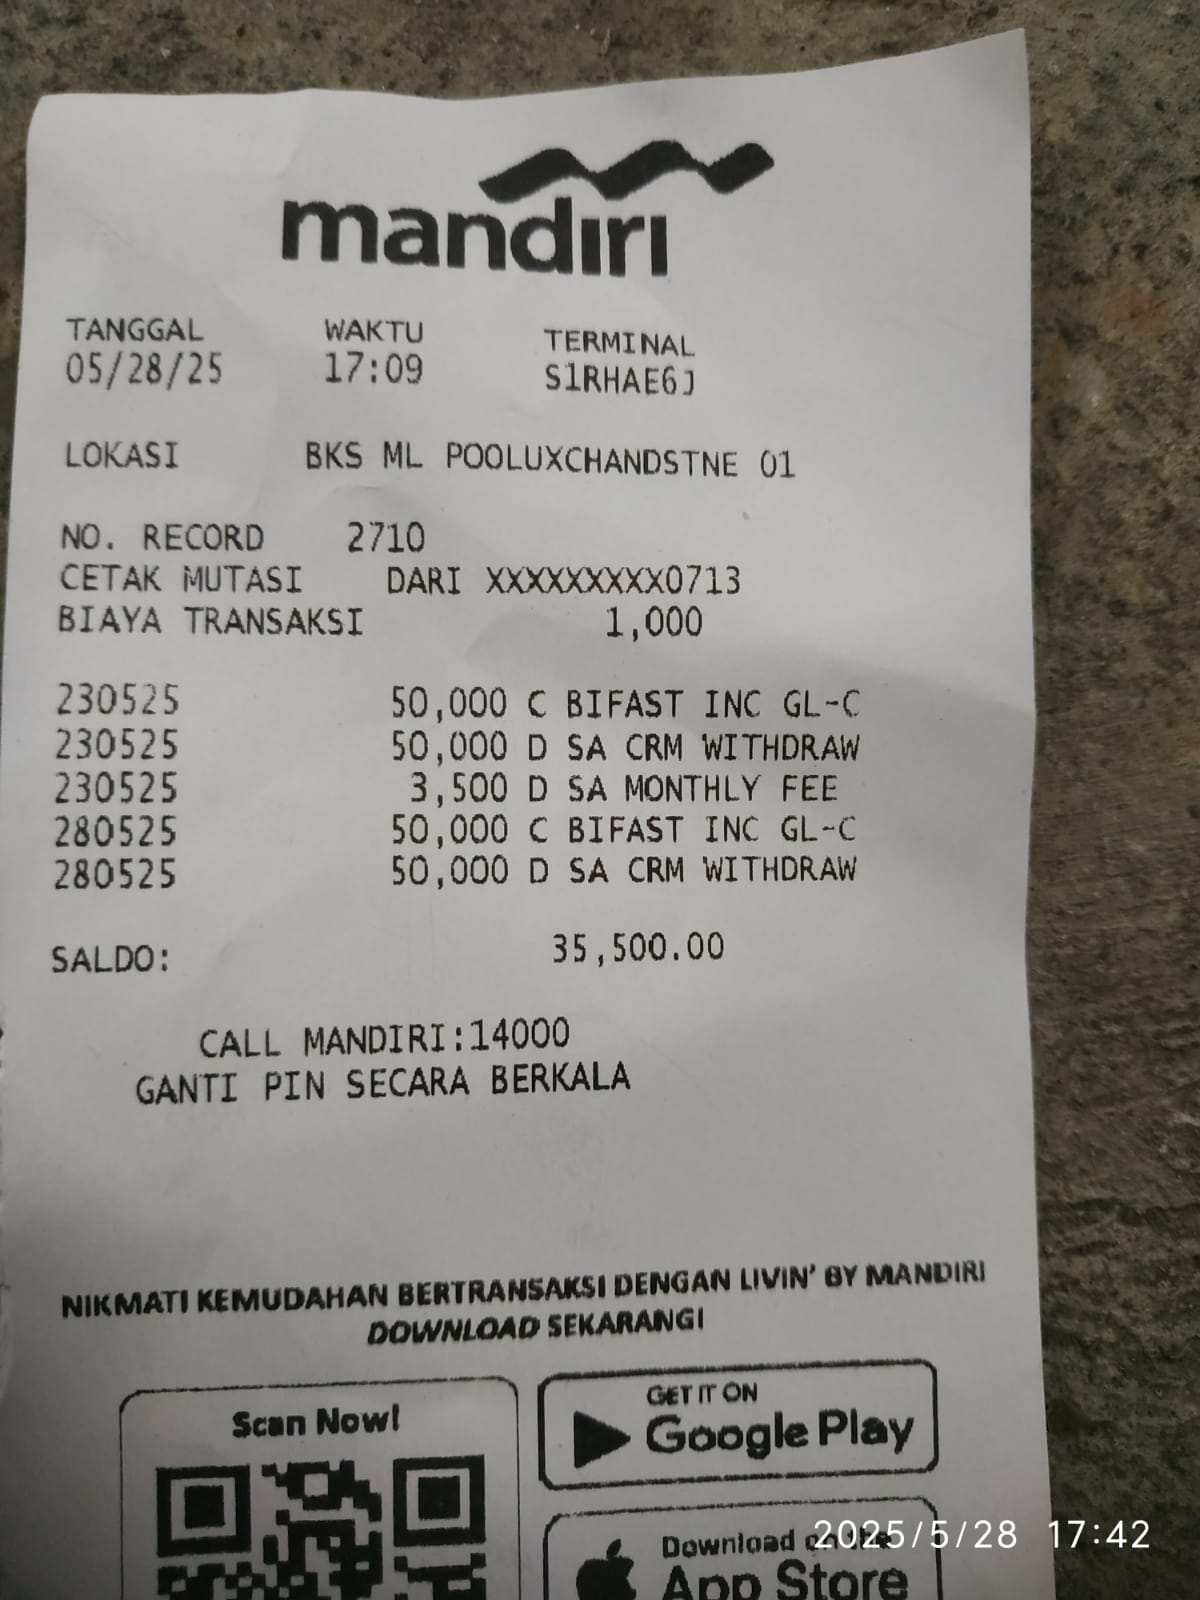 mandiri
TANGGAL WAKTU TERMINAL
05/28/25 17:09 S1RHAE6J
LOKASI BKS ML POOLUXCHANDSTNE 01
NO. RECORD 2710
CETAK MUTASI DARI XXXXXXXXX0713
BIAYA TRANSAKSI 1,000
230525 50,000 C BIFAST INC GL-C
230525 50,000 D SA CRM WITHDRAW
230525 3,500 D SA MONTHLY FEE
280525 50,000 C BIFAST INC GL-C
280525 50,000 D SA CRM WITHDRAW
SALDO: 35,500.00
CALL MANDIRI:14000
GANTI PIN SECARA BERKALA
NIKMATI KEMUDAHAN BERTRANSAKSI DENGAN LIVIN' BY MANDIRI
DOWNLOAD SEKARANG!
Scan Now!
GET IT ON
Google Play
Download on the
App Store
2025/5/28 17:42